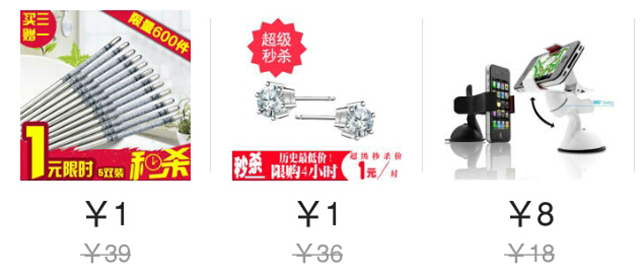 买三
赠一
限量600件
1元限时 5双装 秒杀
超级
秒杀
秒杀 历史最低价！
限购4小时
超级秒杀价
1元/对
¥1
¥39
¥1
¥36
¥8
¥18